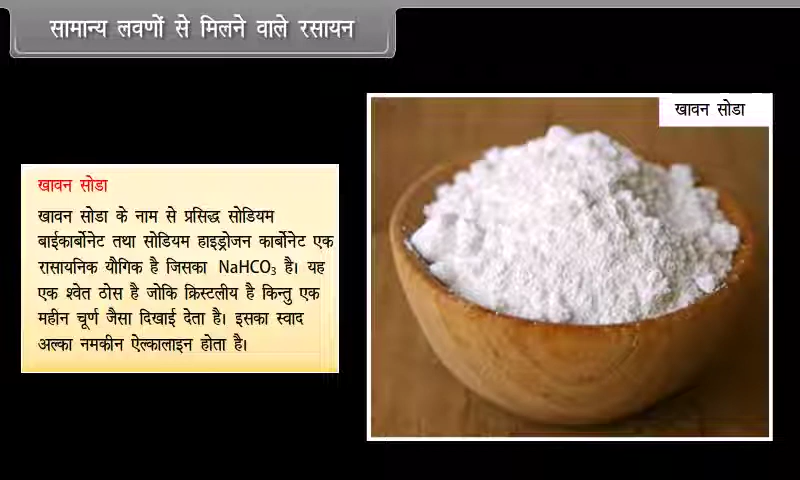 सामान्य लवणों से मिलने वाले रसायन
खावन सोडा
खावन सोडा
खावन सोडा के नाम से प्रसिद्ध सोडियम
बाईकार्बोनेट तथा सोडियम हाइड्रोजन कार्बोनेट एक
रासायनिक यौगिक है जिसका NaHCO₃ है। यह
एक श्वेत ठोस है जोकि क्रिस्टलीय है किन्तु एक
महीन चूर्ण जैसा दिखाई देता है। इसका स्वाद
अल्का नमकीन ऐल्कालाइन होता है।